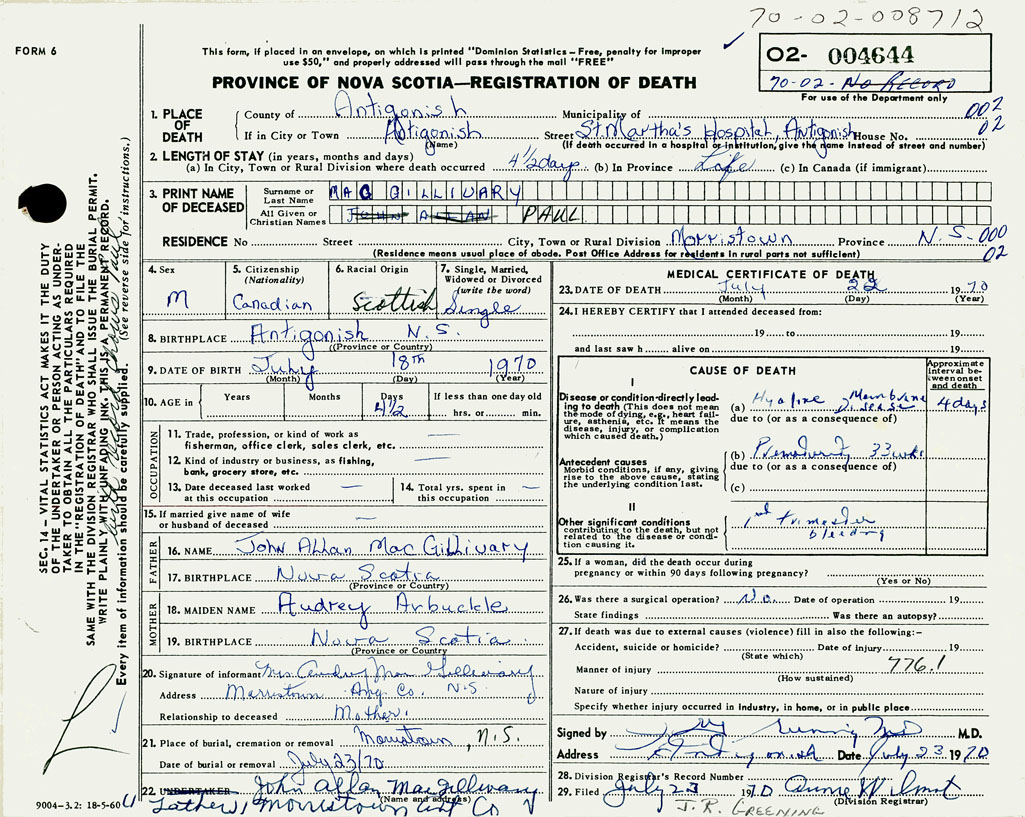 70-02-008712
FORM 6
This form, if placed in an envelope, on which is printed "Dominion Statistics – Free, penalty for improper
use $50," and properly addressed will pass through the mail "FREE"
PROVINCE OF NOVA SCOTIA—REGISTRATION OF DEATH
02- 004644
70-02- No RECORD
For use of the Department only
1. PLACE OF DEATH
County of Antigonish Municipality of 002
If in City or Town Antigonish Street St Martha's Hospital, Antigonish House No. 02
(Name) (If death occurred in a hospital or institution, give the name instead of street and number)
2. LENGTH OF STAY (in years, months and days)
(a) In City, Town or Rural Division where death occurred 4 1/2 days (b) In Province Life (c) In Canada (if immigrant)
3. PRINT NAME OF DECEASED
Surname or Last Name MAC GILLIVARY
All Given or Christian Names JOHN ALLAN PAUL
RESIDENCE No Street City, Town or Rural Division Morristown Province N.S. 000
02
(Residence means usual place of abode. Post Office Address for residents in rural parts not sufficient)
4. Sex M
5. Citizenship (Nationality) Canadian
6. Racial Origin Scottish
7. Single, Married, Widowed or Divorced (write the word) Single
8. BIRTHPLACE Antigonish N.S.
(Province or Country)
9. DATE OF BIRTH July 18th 1970
(Month) (Day) (Year)
10. AGE in Years Months Days 4 1/2 If less than one day old hrs. or min.
OCCUPATION
11. Trade, profession, or kind of work as fisherman, office clerk, sales clerk, etc. —
12. Kind of industry or business, as fishing, bank, grocery store, etc. —
13. Date deceased last worked at this occupation —
14. Total yrs. spent in this occupation —
15. If married give name of wife or husband of deceased —
FATHER
16. NAME John Allan MacGillivary
17. BIRTHPLACE Nova Scotia
(Province or Country)
MOTHER
18. MAIDEN NAME Audrey Arbuckle
19. BIRTHPLACE Nova Scotia
(Province or Country)
20. Signature of informant Mrs Audrey Mac Gillivary
Address Morristown Antg Co. N.S.
Relationship to deceased Mother.
21. Place of burial, cremation or removal Morristown, N.S.
Date of burial or removal July 23/70
22. UNDERTAKER John Allan MacGillivary
(Name and address)
father, Morristown Ant Co
9004–3.2: 18-5-60
MEDICAL CERTIFICATE OF DEATH
23. DATE OF DEATH July 22 1970
(Month) (Day) (Year)
24. I HEREBY CERTIFY that I attended deceased from:
19 to 19
and last saw h alive on 19
CAUSE OF DEATH
Approximate interval between onset and death
I
Disease or condition directly leading to death (This does not mean the mode of dying, e.g., heart failure, asthenia, etc. It means the disease, injury, or complication which caused death.)
(a) Hyaline Membrane Disease 4 days
due to (or as a consequence of)
Antecedent causes
Morbid conditions, if any, giving rise to the above cause, stating the underlying condition last.
(b) Prematurity 33 wks
due to (or as a consequence of)
(c)
II
Other significant conditions contributing to the death, but not related to the disease or condition causing it.
1st trimester bleeding
25. If a woman, did the death occur during pregnancy or within 90 days following pregnancy?
(Yes or No)
26. Was there a surgical operation? No. Date of operation 19
State findings Was there an autopsy?
27. If death was due to external causes (violence) fill in also the following:–
Accident, suicide or homicide? Date of injury 19
(State which)
Manner of injury 776.1
(How sustained)
Nature of injury
Specify whether injury occurred in industry, in home, or in public place
Signed by M.D.
Address Antigonish Date July 23 1970
28. Division Registrar's Record Number
29. Filed July 23 1970 Annie W Wilmot
(Division Registrar)
J. R. GREENING
SEC. 14 – VITAL STATISTICS ACT MAKES IT THE DUTY
OF THE UNDERTAKER OR PERSON ACTING AS UNDERTAKER TO OBTAIN ALL THE PARTICULARS REQUIRED
IN THE "REGISTRATION OF DEATH" AND TO FILE THE
SAME WITH THE DIVISION REGISTRAR WHO SHALL ISSUE THE BURIAL PERMIT.
WRITE PLAINLY WITH UNFADING INK. THIS IS A PERMANENT RECORD.
Every item of information should be carefully supplied. (See reverse side for instructions.)